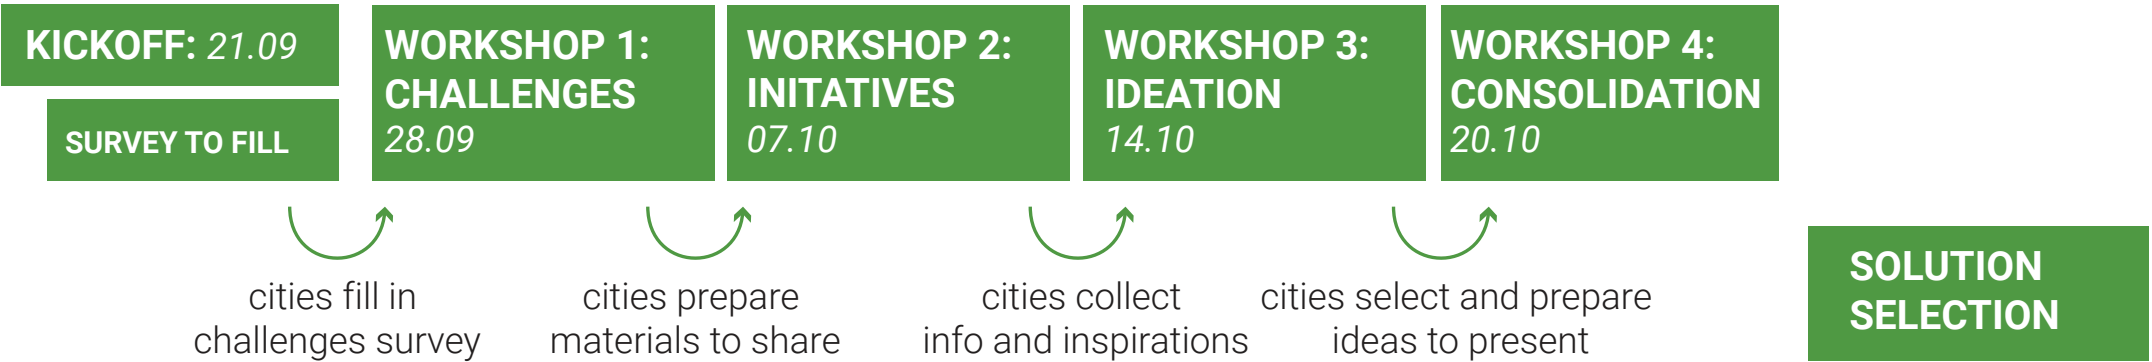 KICKOFF: 21.09
SURVEY TO FILL
WORKSHOP 1:
CHALLENGES
28.09
WORKSHOP 2:
INITATIVES
07.10
WORKSHOP 3:
IDEATION
14.10
WORKSHOP 4:
CONSOLIDATION
20.10
cities fill in
challenges survey
cities prepare
materials to share
cities collect
info and inspirations
cities select and prepare
ideas to present
SOLUTION
SELECTION